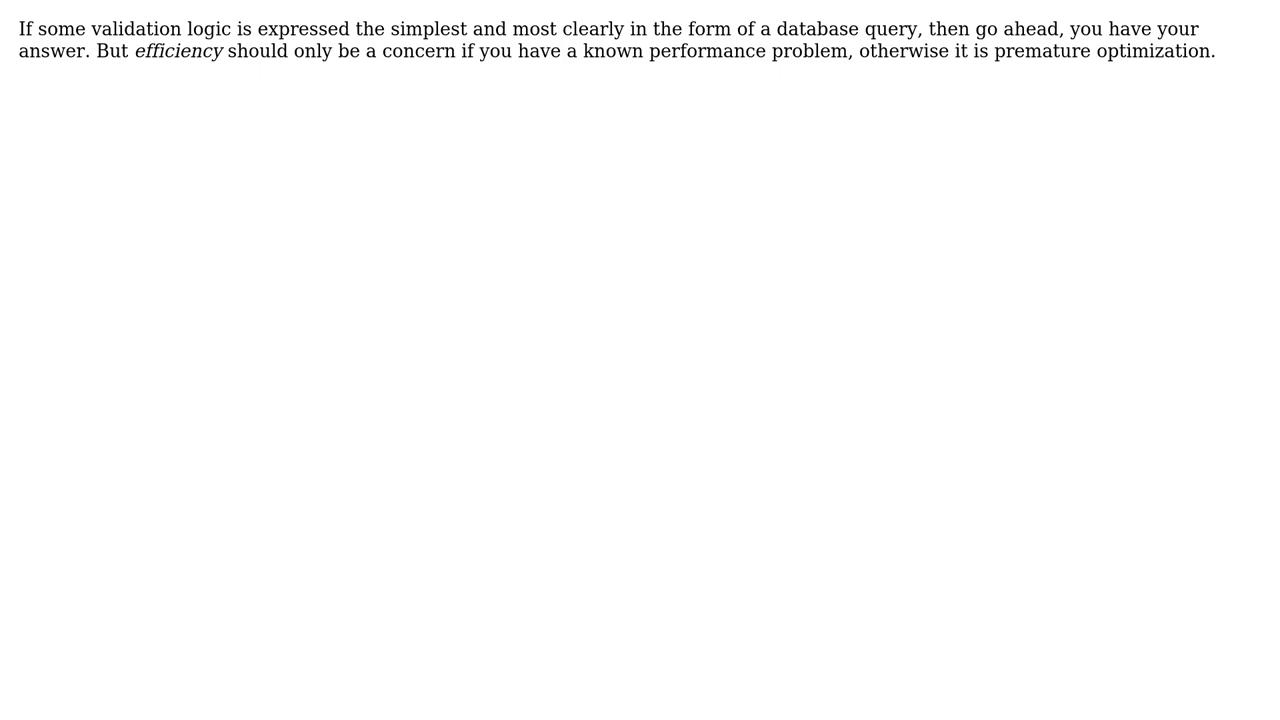 If some validation logic is expressed the simplest and most clearly in the form of a database query, then go ahead, you have your
answer. But efficiency should only be a concern if you have a known performance problem, otherwise it is premature optimization.